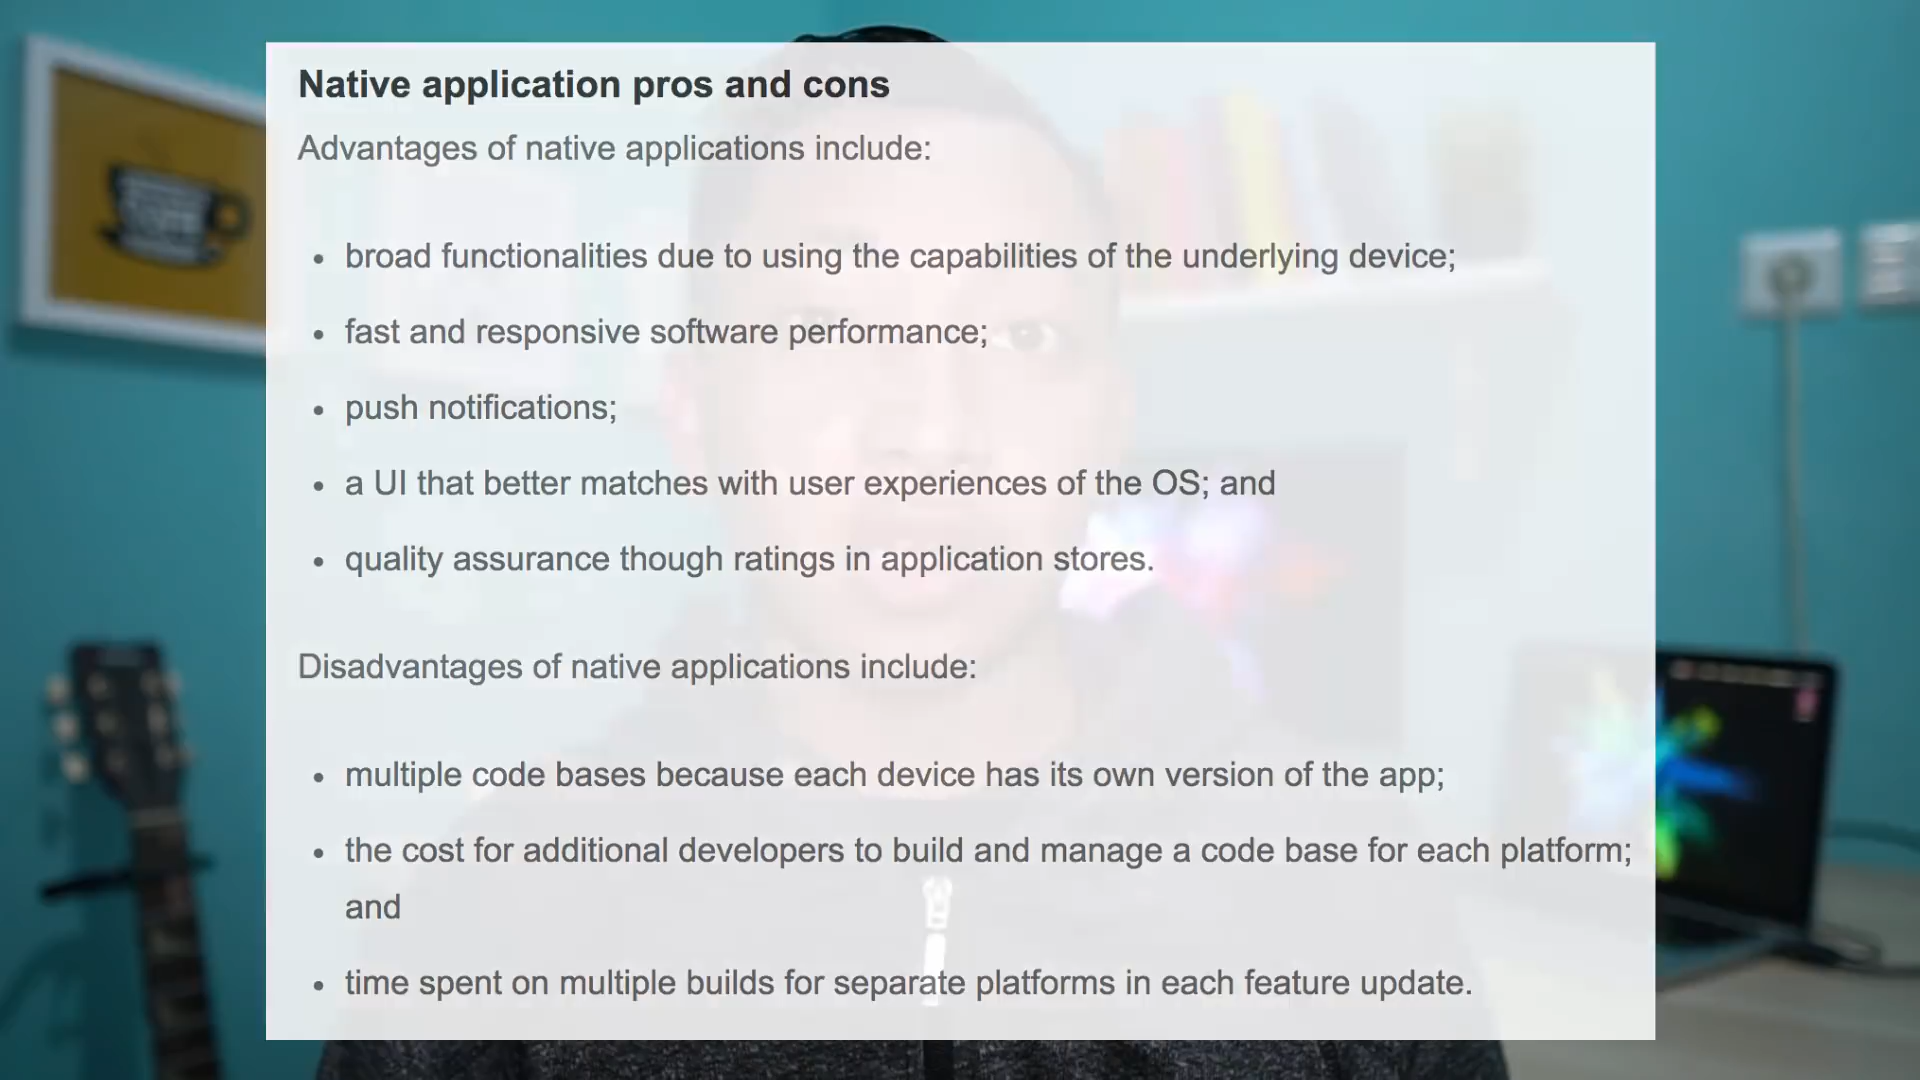 Native application pros and cons
Advantages of native applications include:
• broad functionalities due to using the capabilities of the underlying device;
• fast and responsive software performance;
• push notifications;
• a UI that better matches with user experiences of the OS; and
• quality assurance though ratings in application stores.
Disadvantages of native applications include:
• multiple code bases because each device has its own version of the app;
• the cost for additional developers to build and manage a code base for each platform;
and
• time spent on multiple builds for separate platforms in each feature update.